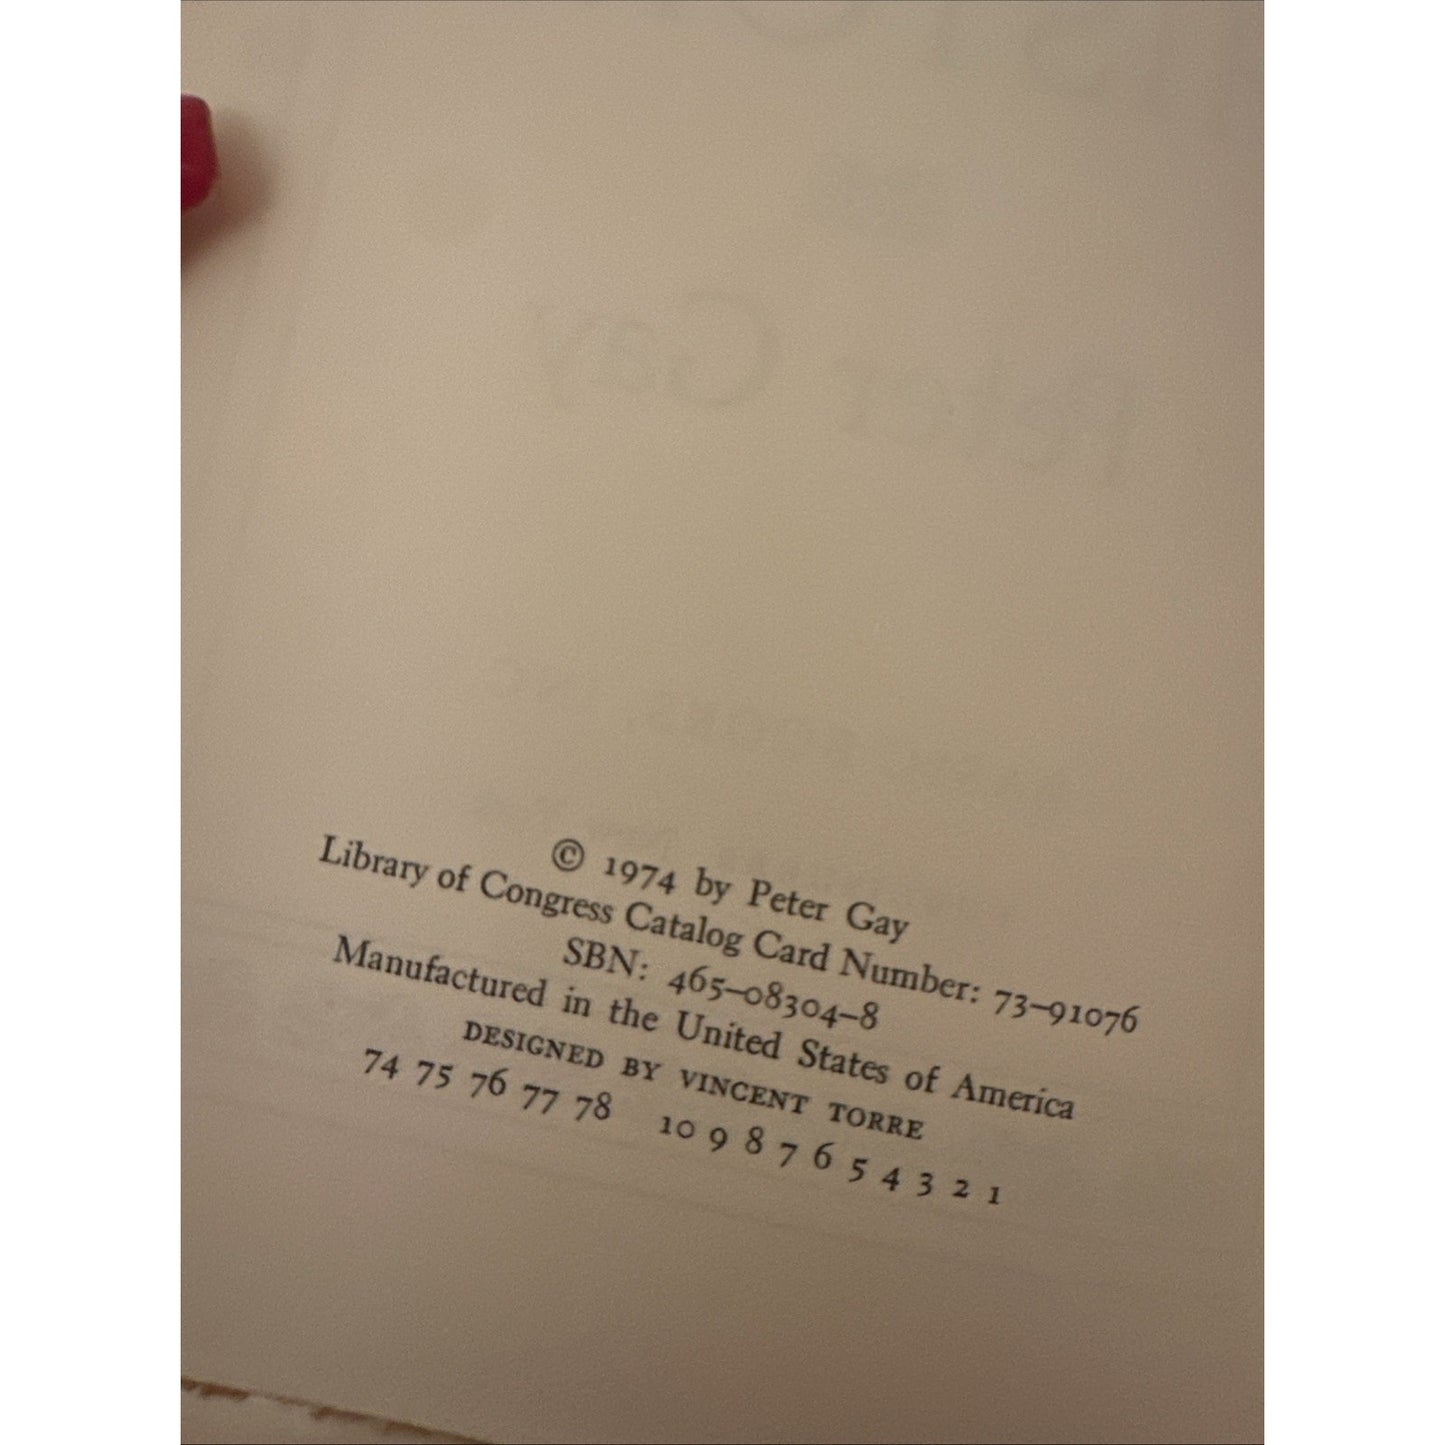 © 1974 by Peter Gay
Library of Congress Catalog Card Number: 73–91076
SBN: 465–08304–8
Manufactured in the United States of America
DESIGNED BY VINCENT TORRE
74 75 76 77 78 10 9 8 7 6 5 4 3 2 1